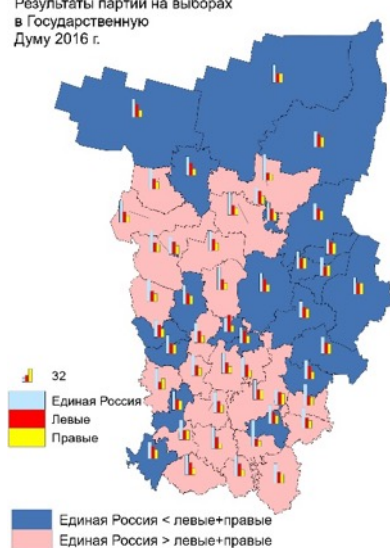 Результаты партий на выборах
в Государственную
Думу 2016 г.
32
Единая Россия
Левые
Правые
Единая Россия < левые+правые
Единая Россия > левые+правые